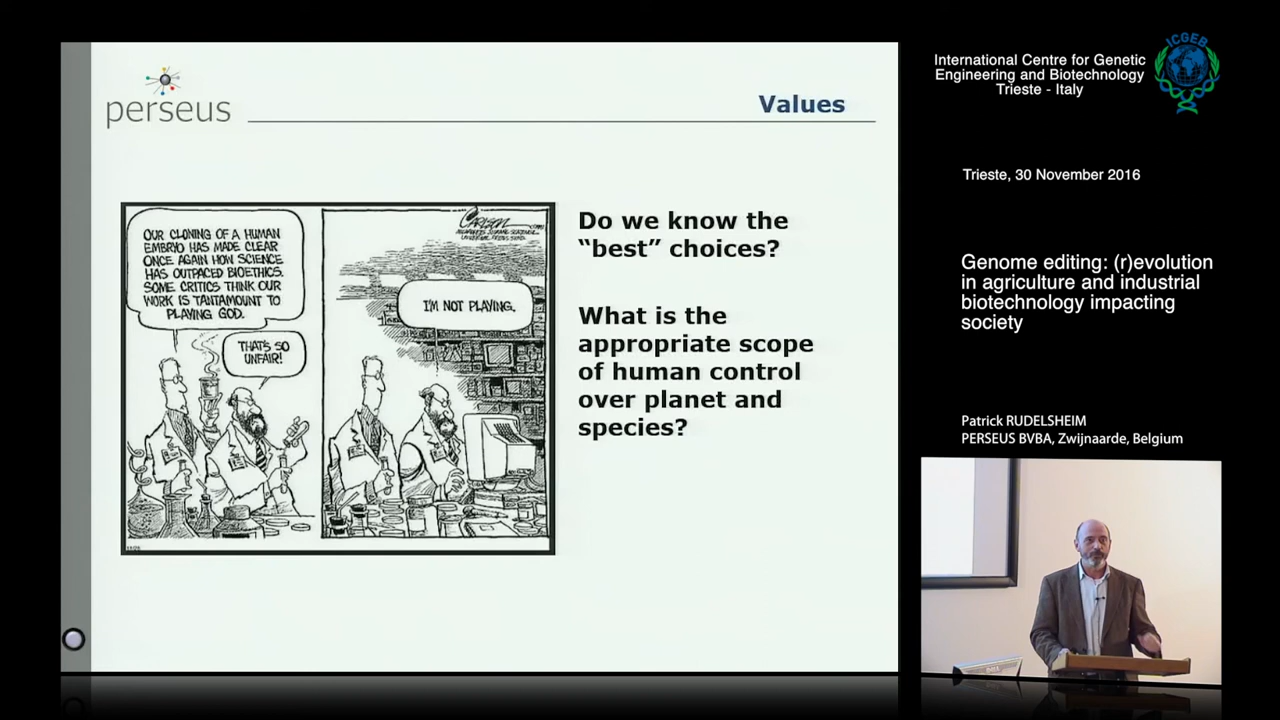 perseus
Values
OUR CLONING OF A HUMAN
EMBRYO HAS MADE CLEAR
ONCE AGAIN HOW SCIENCE
HAS OUTPACED BIOETHICS.
SOME CRITICS THINK OUR
WORK IS TANTAMOUNT TO
PLAYING GOD.
THAT'S SO
UNFAIR!
CARLSON
I'M NOT PLAYING.
Do we know the
“best” choices?
What is the
appropriate scope
of human control
over planet and
species?
International Centre for Genetic
Engineering and Biotechnology
Trieste - Italy
ICGEB
Trieste, 30 November 2016
Genome editing: (r)evolution
in agriculture and industrial
biotechnology impacting
society
Patrick RUDELSHEIM
PERSEUS BVBA, Zwijnaarde, Belgium